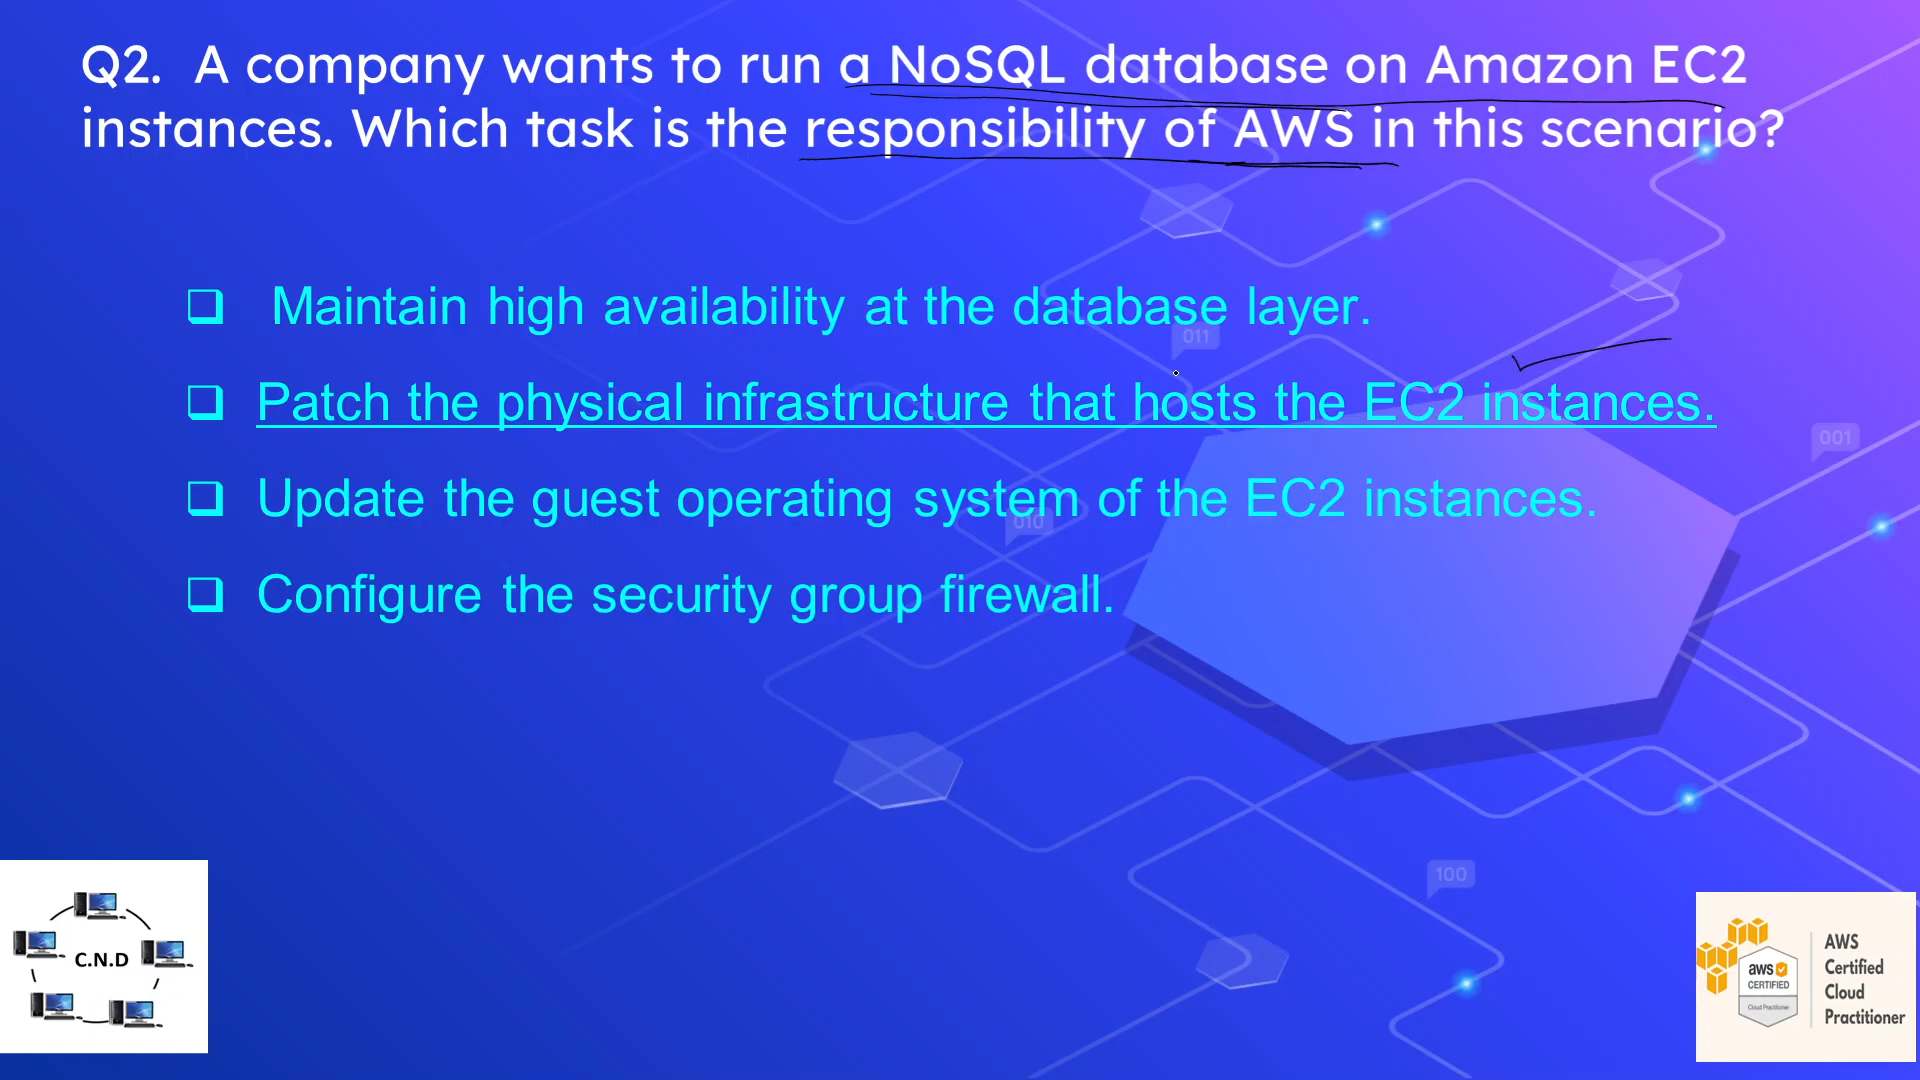 Q2. A company wants to run a NoSQL database on Amazon EC2
instances. Which task is the responsibility of AWS in this scenario?
Maintain high availability at the database layer.
011
Patch the physical infrastructure that hosts the EC2 instances.
001
Update the guest operating system of the EC2 instances.
010
Configure the security group firewall.
100
C.N.D
aws
CERTIFIED
Cloud Practitioner
AWS
Certified
Cloud
Practitioner